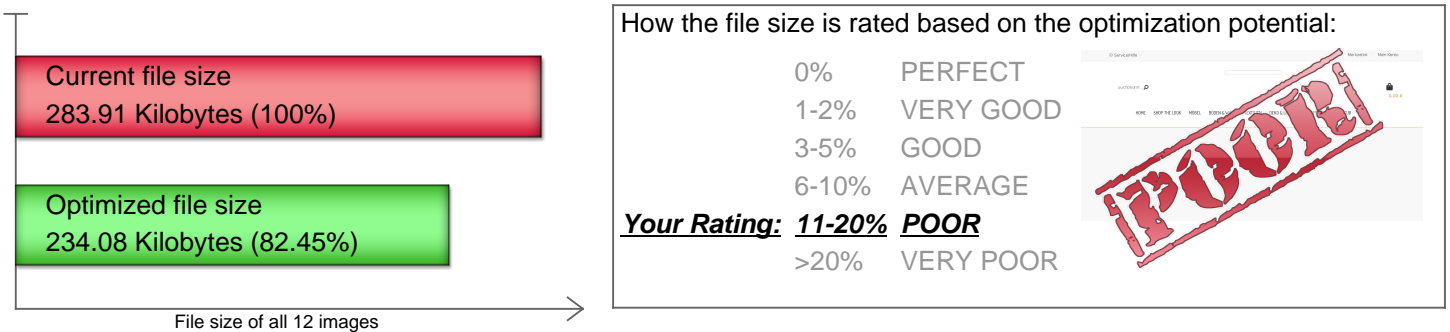 Current file size
283.91 Kilobytes (100%)
Optimized file size
234.08 Kilobytes (82.45%)
File size of all 12 images
How the file size is rated based on the optimization potential:
0% PERFECT
1-2% VERY GOOD
3-5% GOOD
6-10% AVERAGE
Your Rating: 11-20% POOR
>20% VERY POOR
Merkzettel
Mein Konto
HOME SHOP THE LOOK MÖBEL
POOR